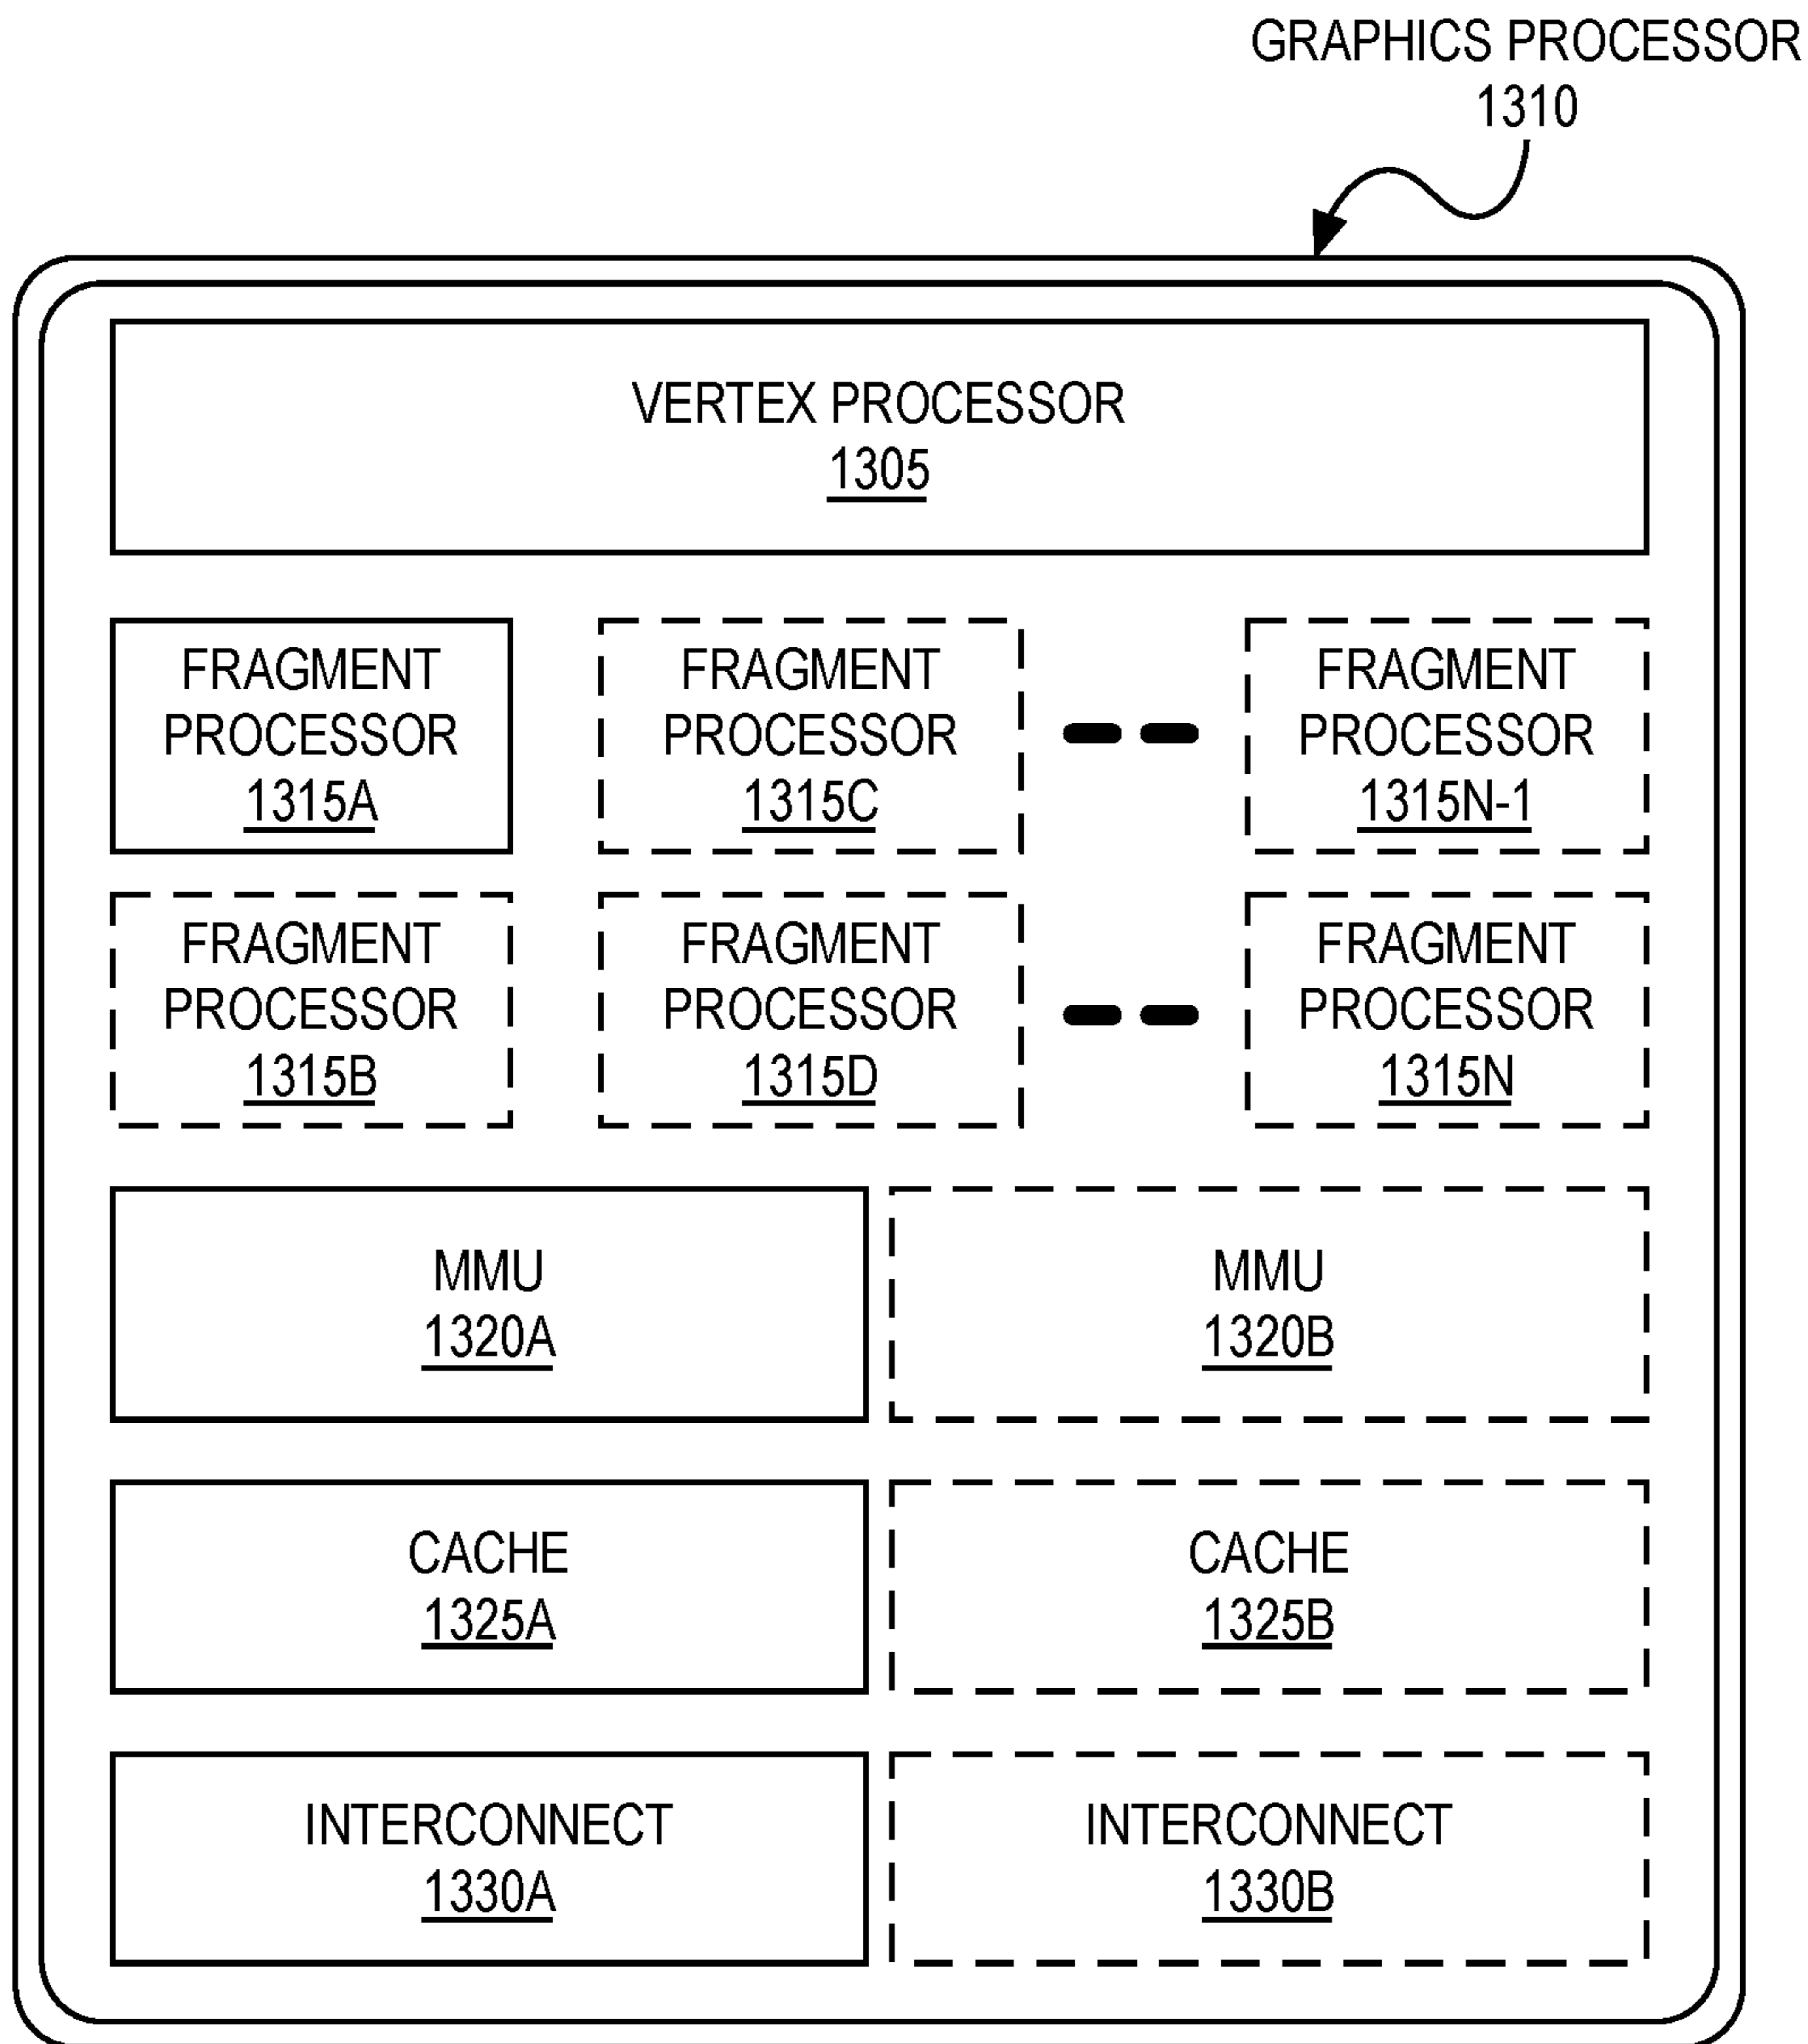 GRAPHICS PROCESSOR
1310
VERTEX PROCESSOR
1305
FRAGMENT
PROCESSOR
1315A
FRAGMENT
PROCESSOR
1315C
FRAGMENT
PROCESSOR
1315N-1
FRAGMENT
PROCESSOR
1315B
FRAGMENT
PROCESSOR
1315D
FRAGMENT
PROCESSOR
1315N
MMU
1320A
MMU
1320B
CACHE
1325A
CACHE
1325B
INTERCONNECT
1330A
INTERCONNECT
1330B